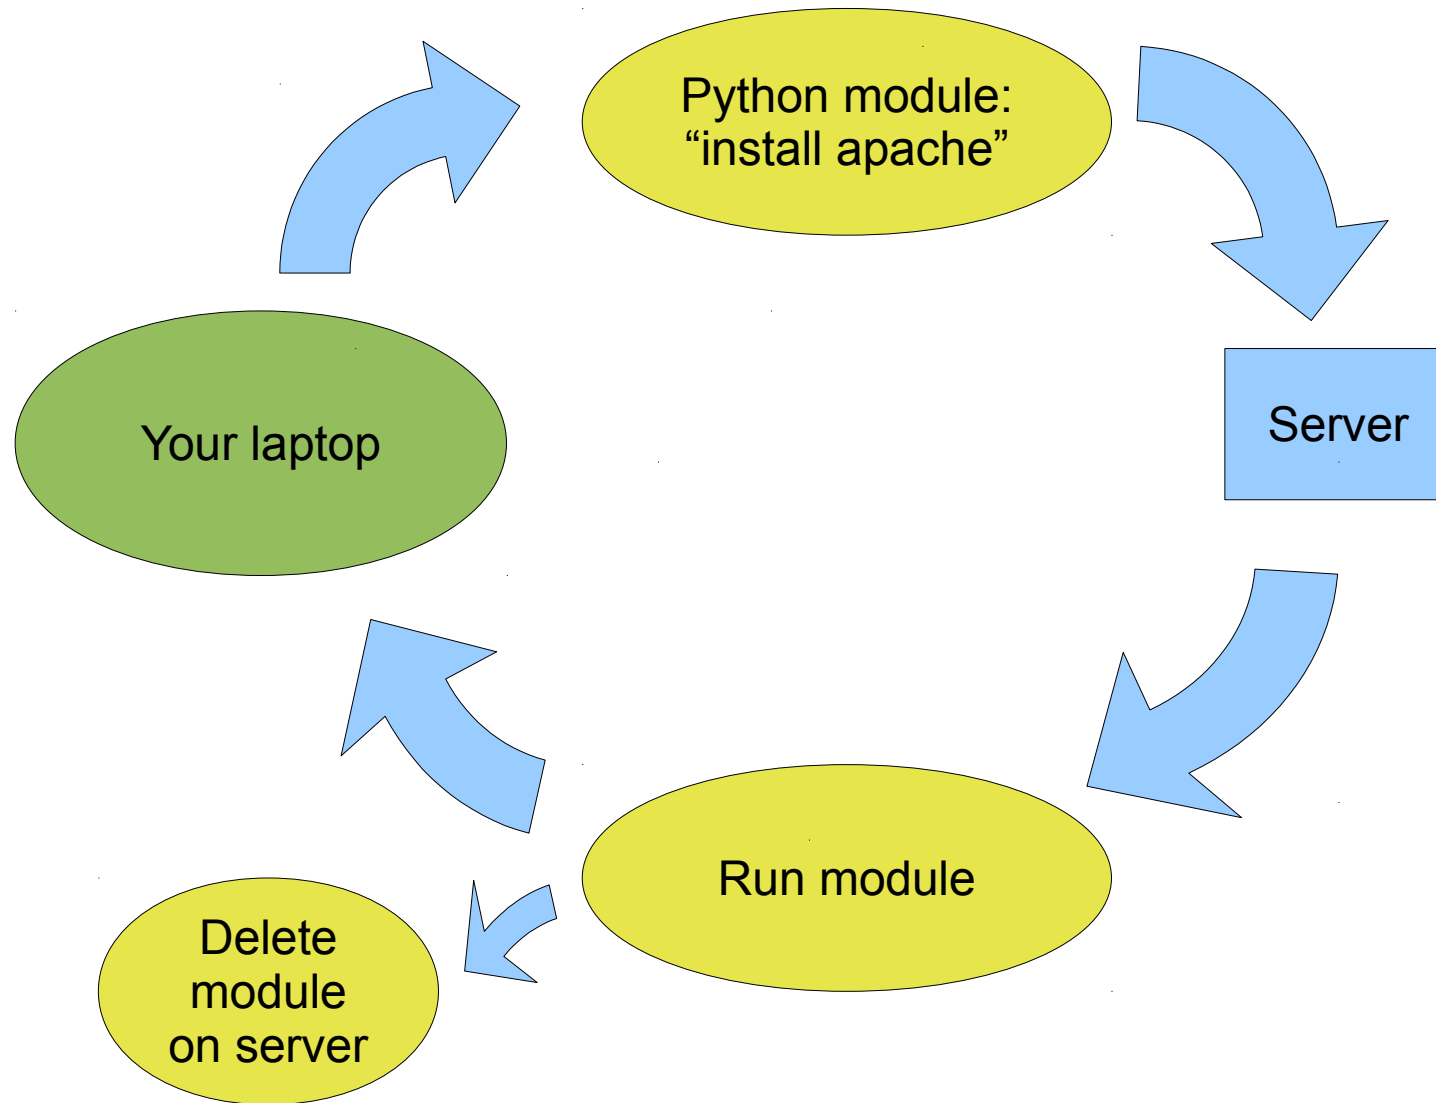 Python module:
“install apache”
Your laptop
Server
Run module
Delete
module
on server